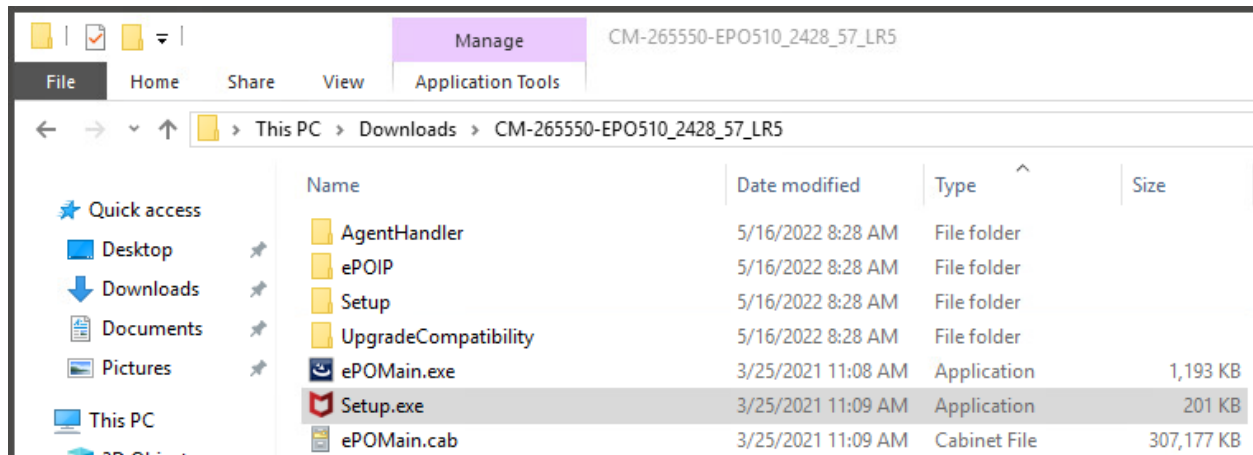 Manage CM-265550-EPO510_2428_57_LR5
File Home Share View Application Tools
This PC > Downloads > CM-265550-EPO510_2428_57_LR5
Name Date modified Type Size
Quick access
Desktop
Downloads
Documents
Pictures
This PC
AgentHandler 5/16/2022 8:28 AM File folder
ePOIP 5/16/2022 8:28 AM File folder
Setup 5/16/2022 8:28 AM File folder
UpgradeCompatibility 5/16/2022 8:28 AM File folder
ePOMain.exe 3/25/2021 11:08 AM Application 1,193 KB
Setup.exe 3/25/2021 11:09 AM Application 201 KB
ePOMain.cab 3/25/2021 11:09 AM Cabinet File 307,177 KB